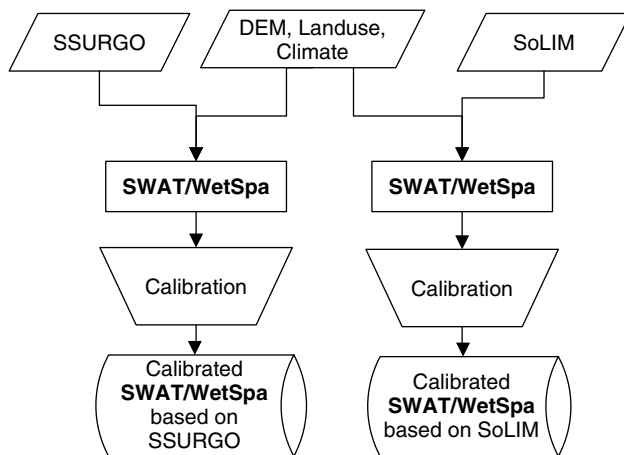 SSURGO
DEM, Landuse,
Climate
SoLIM
SWAT/WetSpa
SWAT/WetSpa
Calibration
Calibration
Calibrated
SWAT/WetSpa
based on
SSURGO
Calibrated
SWAT/WetSpa
based on SoLIM